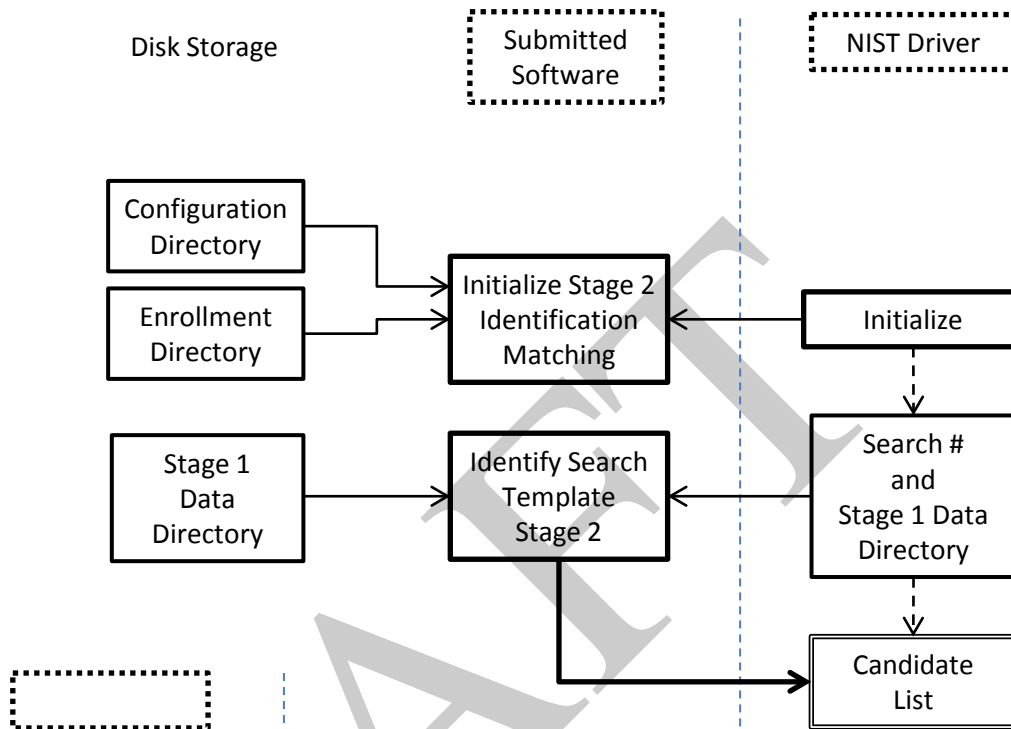 Disk Storage
Submitted
Software
NIST Driver
Configuration
Directory
Enrollment
Directory
Initialize Stage 2
Identification
Matching
Initialize
Stage 1
Data
Directory
Identify Search
Template
Stage 2
Search #
and
Stage 1 Data
Directory
Candidate
List
AFT